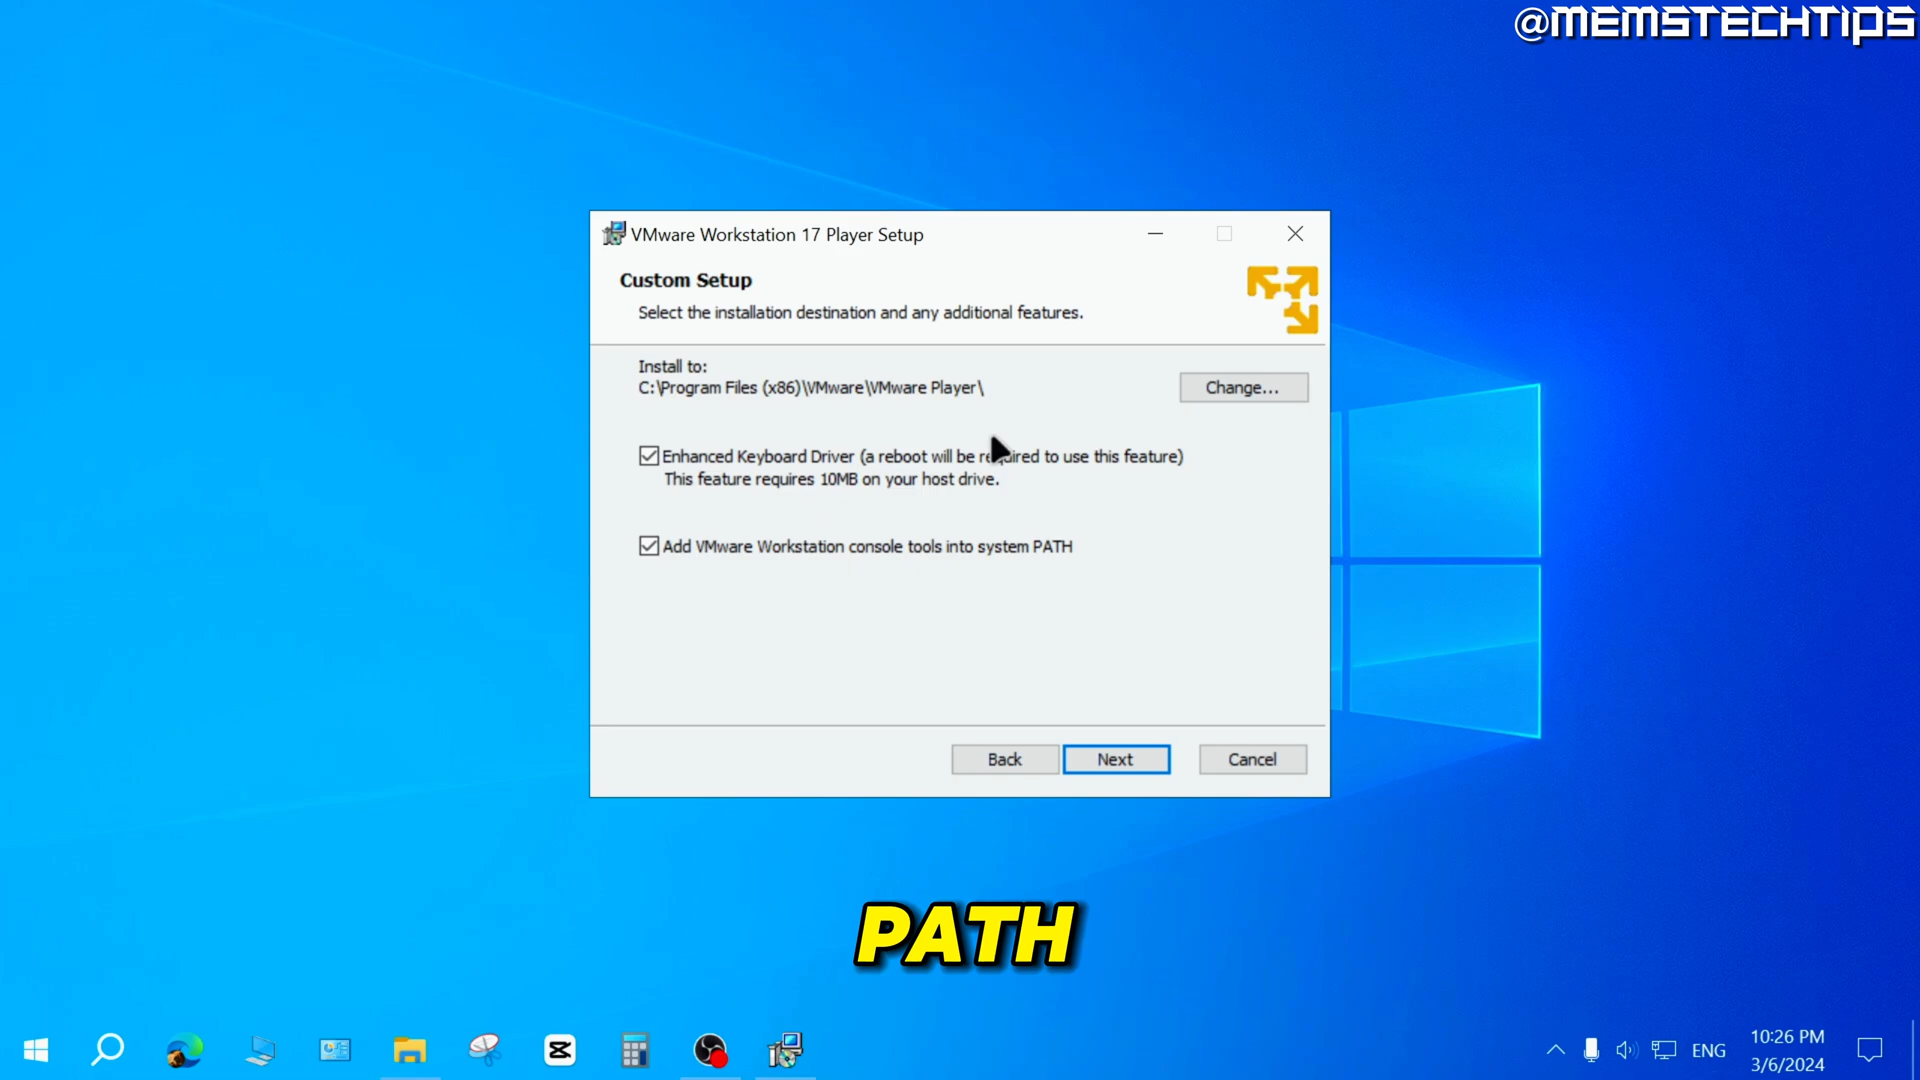 @MEMSTECHTIPS
VMware Workstation 17 Player Setup
Custom Setup
Select the installation destination and any additional features.
Install to:
C:\Program Files (x86)\VMware\VMware Player\
Change...
Enhanced Keyboard Driver (a reboot will be required to use this feature)
This feature requires 10MB on your host drive.
Add VMware Workstation console tools into system PATH
Back
Next
Cancel
PATH
ENG
10:26 PM
3/6/2024